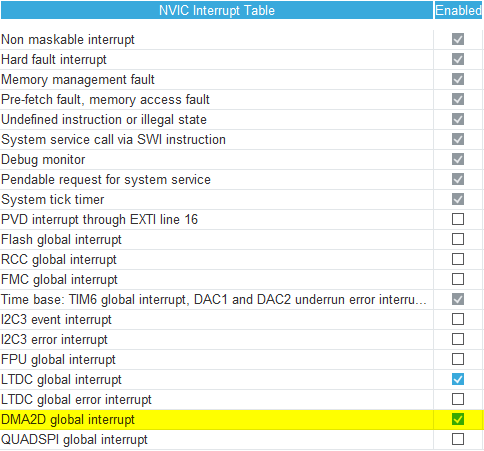 NVIC Interrupt Table Enabled
Non maskable interrupt
Hard fault interrupt
Memory management fault
Pre-fetch fault, memory access fault
Undefined instruction or illegal state
System service call via SWI instruction
Debug monitor
Pendable request for system service
System tick timer
PVD interrupt through EXTI line 16
Flash global interrupt
RCC global interrupt
FMC global interrupt
Time base: TIM6 global interrupt, DAC1 and DAC2 underrun error interru...
I2C3 event interrupt
I2C3 error interrupt
FPU global interrupt
LTDC global interrupt
LTDC global error interrupt
DMA2D global interrupt
QUADSPI global interrupt